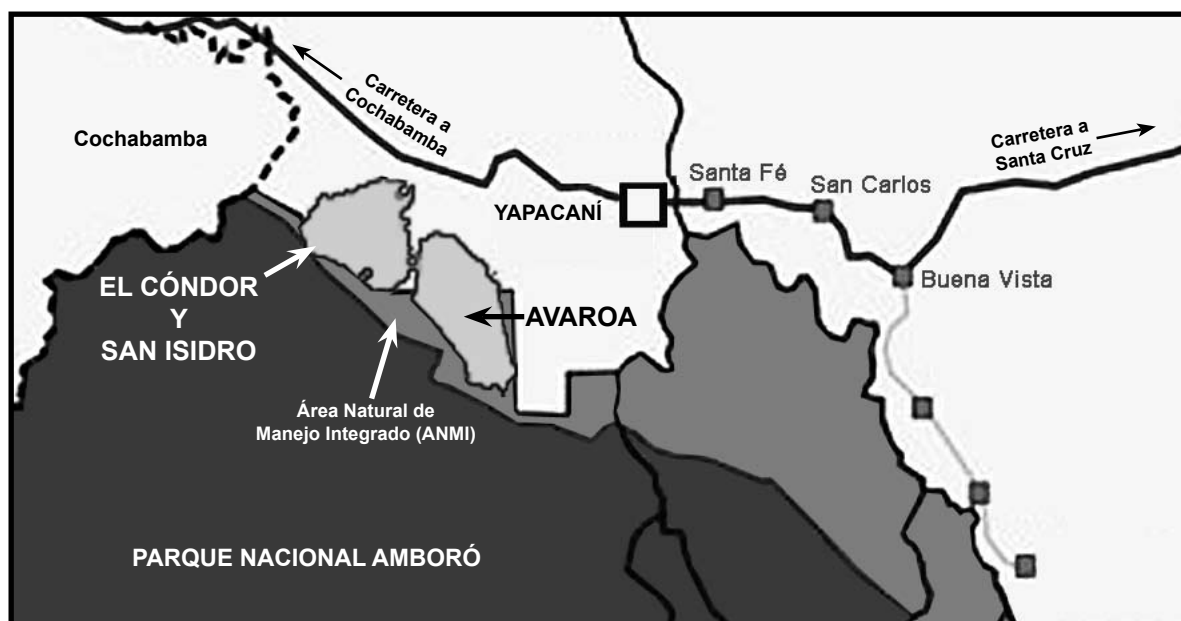 Carretera a
Cochabamba
Cochabamba
Carretera a
Santa Cruz
Santa Fé
San Carlos
YAPACANÍ
Buena Vista
EL CÓNDOR
Y
SAN ISIDRO
AVAROA
Área Natural de
Manejo Integrado (ANMI)
PARQUE NACIONAL AMBORÓ